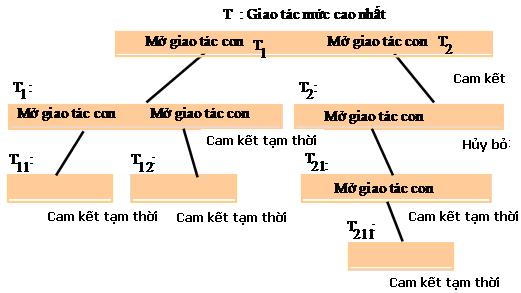 T : Giao tác mức cao nhất
Mở giao tác con T1 Mở giao tác con T2
Cam kết
T1: T2:
Mở giao tác con Mở giao tác con Mở giao tác con
Cam kết tạm thời Hủy bỏ:
T11: T12: T21:
Mở giao tác con
Cam kết tạm thời Cam kết tạm thời Cam kết tạm thời
T211:
Cam kết tạm thời